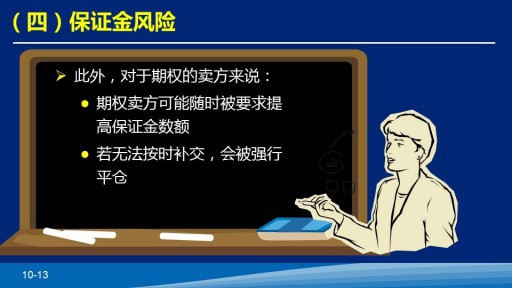 （四）保证金风险
此外，对于期权的卖方来说：
期权卖方可能随时被要求提
高保证金数额
若无法按时补交，会被强行
平仓
10-13